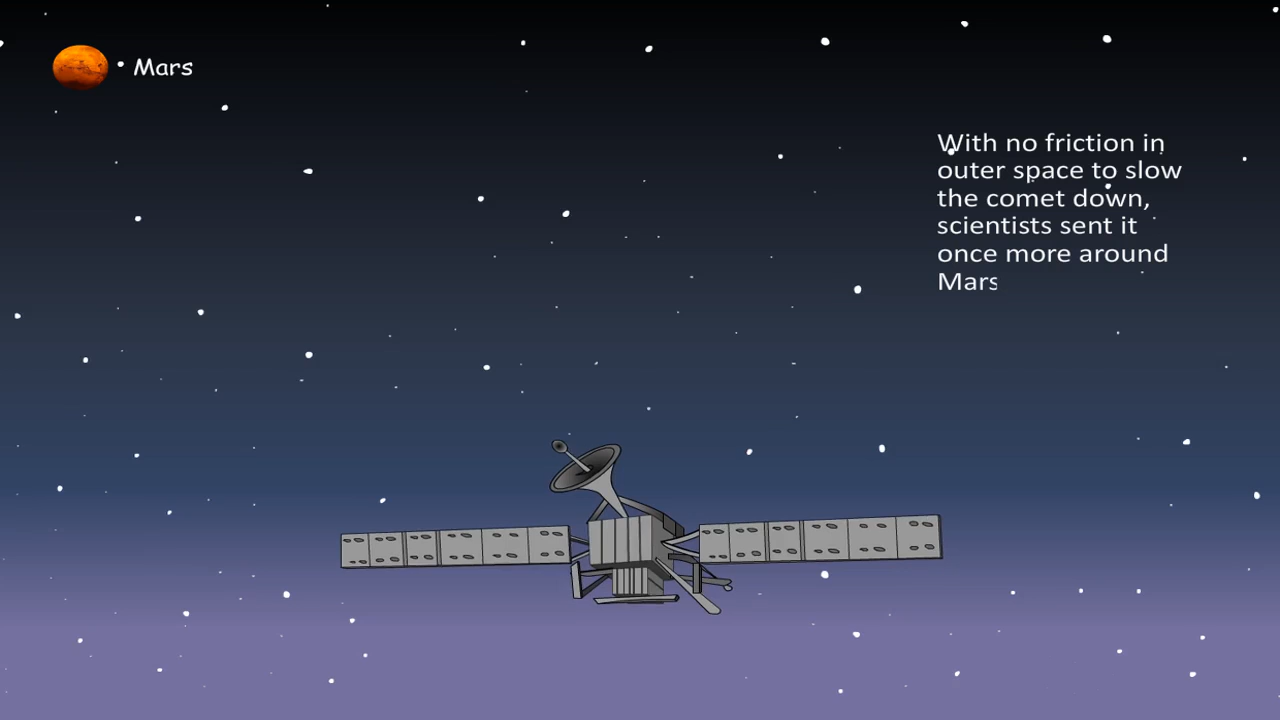 Mars
With no friction in
outer space to slow
the comet down,
scientists sent it
once more around
Mars